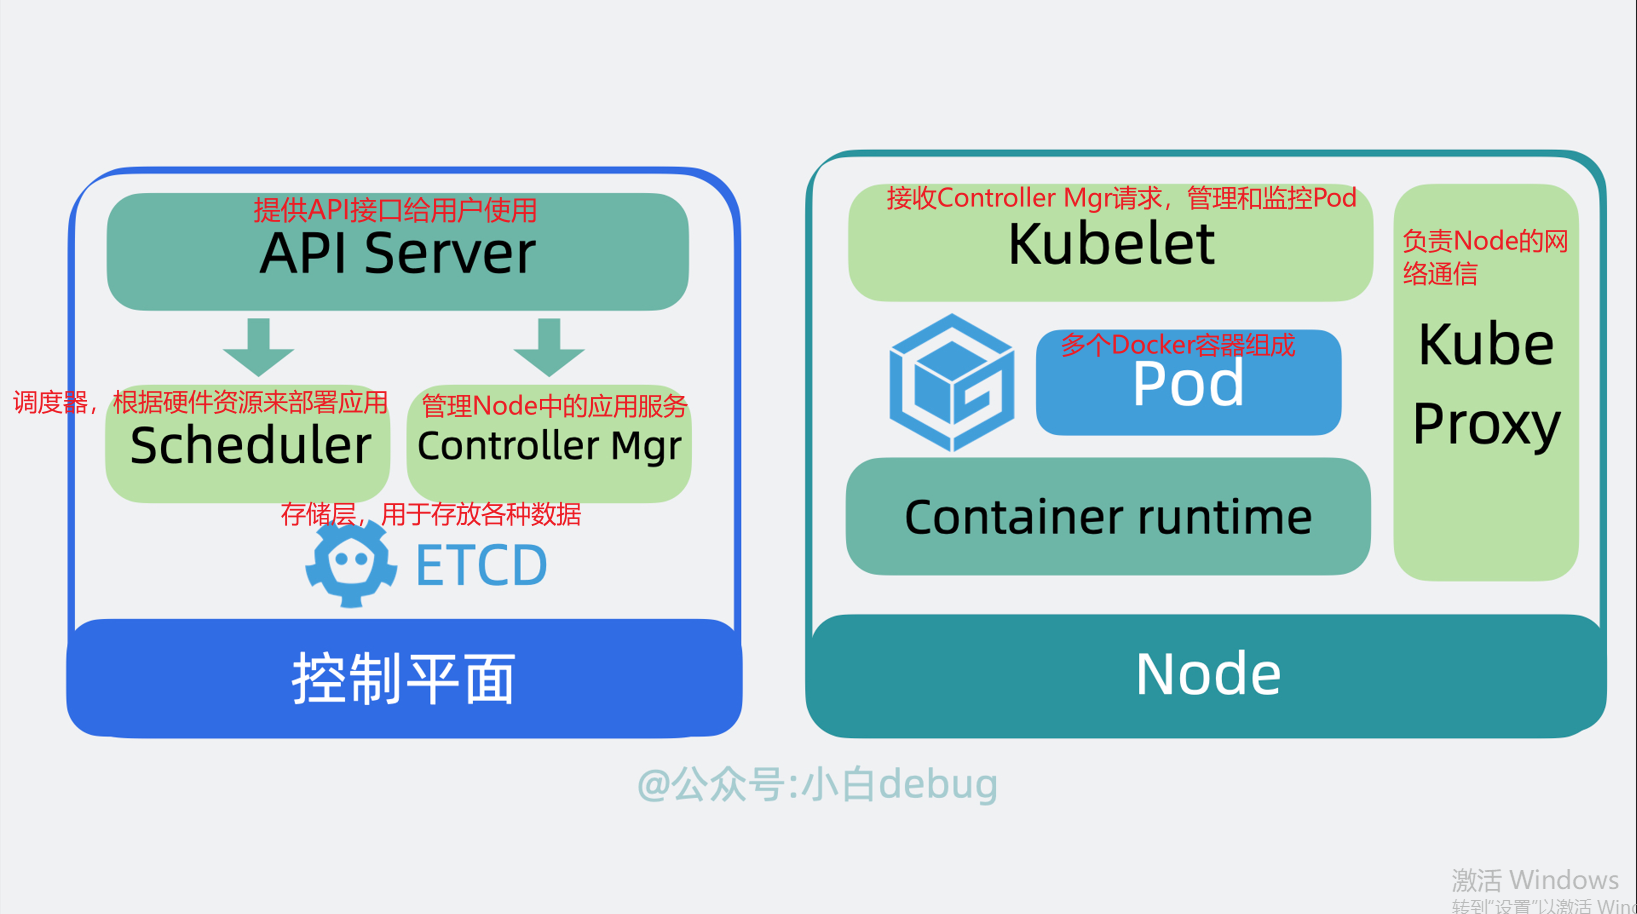 提供API接口给用户使用
API Server
调度器，根据硬件资源来部署应用
Scheduler
管理Node中的应用服务
Controller Mgr
存储层，用于存放各种数据
ETCD
控制平面
接收Controller Mgr请求，管理和监控Pod
Kubelet
多个Docker容器组成
Pod
Container runtime
负责Node的网
络通信
Kube
Proxy
Node
@公众号:小白debug
激活 Windows
转到“设置”以激活 Win